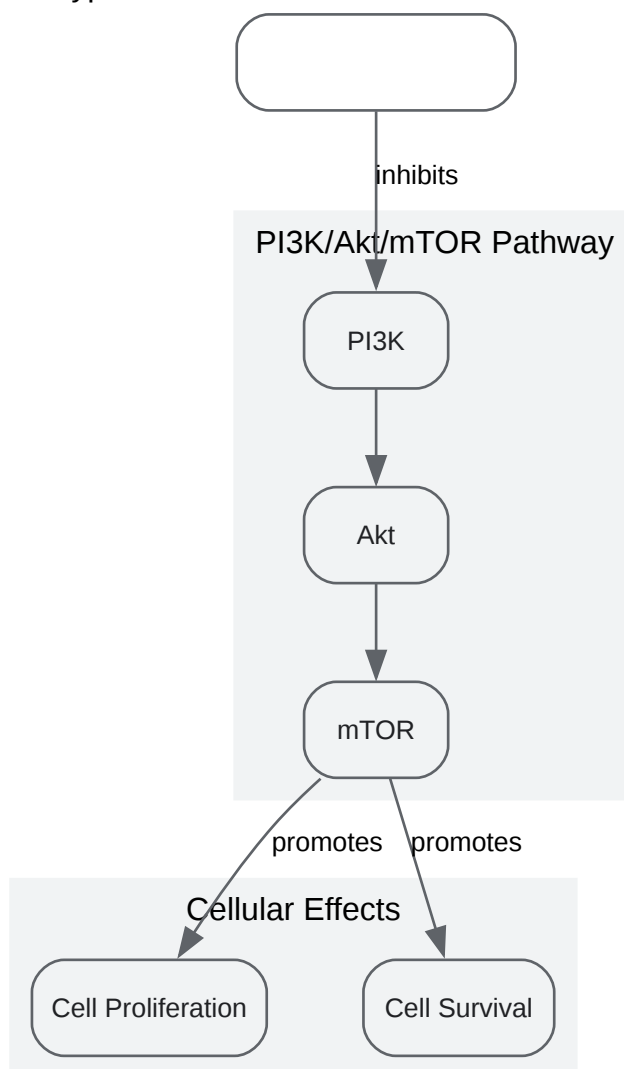 inhibits
PI3K/Akt/mTOR Pathway
PI3K
Akt
mTOR
promotes promotes
Cellular Effects
Cell Proliferation Cell Survival